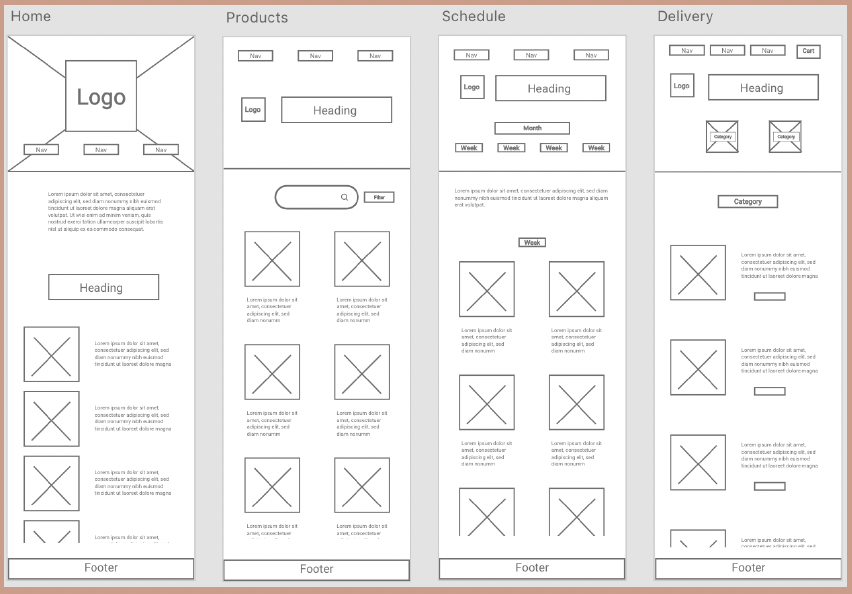 Home
Logo
Nav Nav Nav
Lorem ipsum dolor sit amet, consectetuer
adipiscing elit, sed diam nonummy nibh euismod
tincidunt ut laoreet dolore magna aliquam erat
volutpat. Ut wisi enim ad minim veniam, quis
nostrud exerci tation ullamcorper suscipit lobortis
nisl ut aliquip ex ea commodo consequat.
Heading
Lorem ipsum dolor sit amet,
consectetuer adipiscing elit, sed
diam nonummy nibh euismod
tincidunt ut laoreet dolore magna
Lorem ipsum dolor sit amet,
consectetuer adipiscing elit, sed
diam nonummy nibh euismod
tincidunt ut laoreet dolore magna
Lorem ipsum dolor sit amet,
consectetuer adipiscing elit, sed
diam nonummy nibh euismod
tincidunt ut laoreet dolore magna
Lorem ipsum dolor sit amet,
Footer
Products
Nav Nav Nav
Logo
Heading
Filter
Lorem ipsum dolor sit
amet, consectetuer
adipiscing elit, sed
diam nonumm
Lorem ipsum dolor sit
amet, consectetuer
adipiscing elit, sed
diam nonumm
Lorem ipsum dolor sit
amet, consectetuer
adipiscing elit, sed
diam nonumm
Lorem ipsum dolor sit
amet, consectetuer
adipiscing elit, sed
diam nonumm
Lorem ipsum dolor sit
amet, consectetuer
Lorem ipsum dolor sit
amet, consectetuer
Footer
Schedule
Nav Nav Nav
Logo
Heading
Month
Week Week Week Week
Lorem ipsum dolor sit amet, consectetuer adipiscing elit, sed diam
nonummy nibh euismod tincidunt ut laoreet dolore magna aliquam
erat volutpat.
Week
Lorem ipsum dolor sit
amet, consectetuer
adipiscing elit, sed
diam nonumm
Lorem ipsum dolor sit
amet, consectetuer
adipiscing elit, sed
diam nonumm
Lorem ipsum dolor sit
amet, consectetuer
adipiscing elit, sed
diam nonumm
Lorem ipsum dolor sit
amet, consectetuer
adipiscing elit, sed
diam nonumm
Footer
Delivery
Nav Nav Nav Cart
Logo
Heading
Category Category
Category
Lorem ipsum dolor sit amet,
consectetuer adipiscing elit, sed
diam nonummy nibh euismod
tincidunt ut laoreet dolore magna
Lorem ipsum dolor sit amet,
consectetuer adipiscing elit, sed
diam nonummy nibh euismod
tincidunt ut laoreet dolore magna
Lorem ipsum dolor sit amet,
consectetuer adipiscing elit, sed
diam nonummy nibh euismod
tincidunt ut laoreet dolore magna
Lorem ipsum dolor sit amet,
Footer